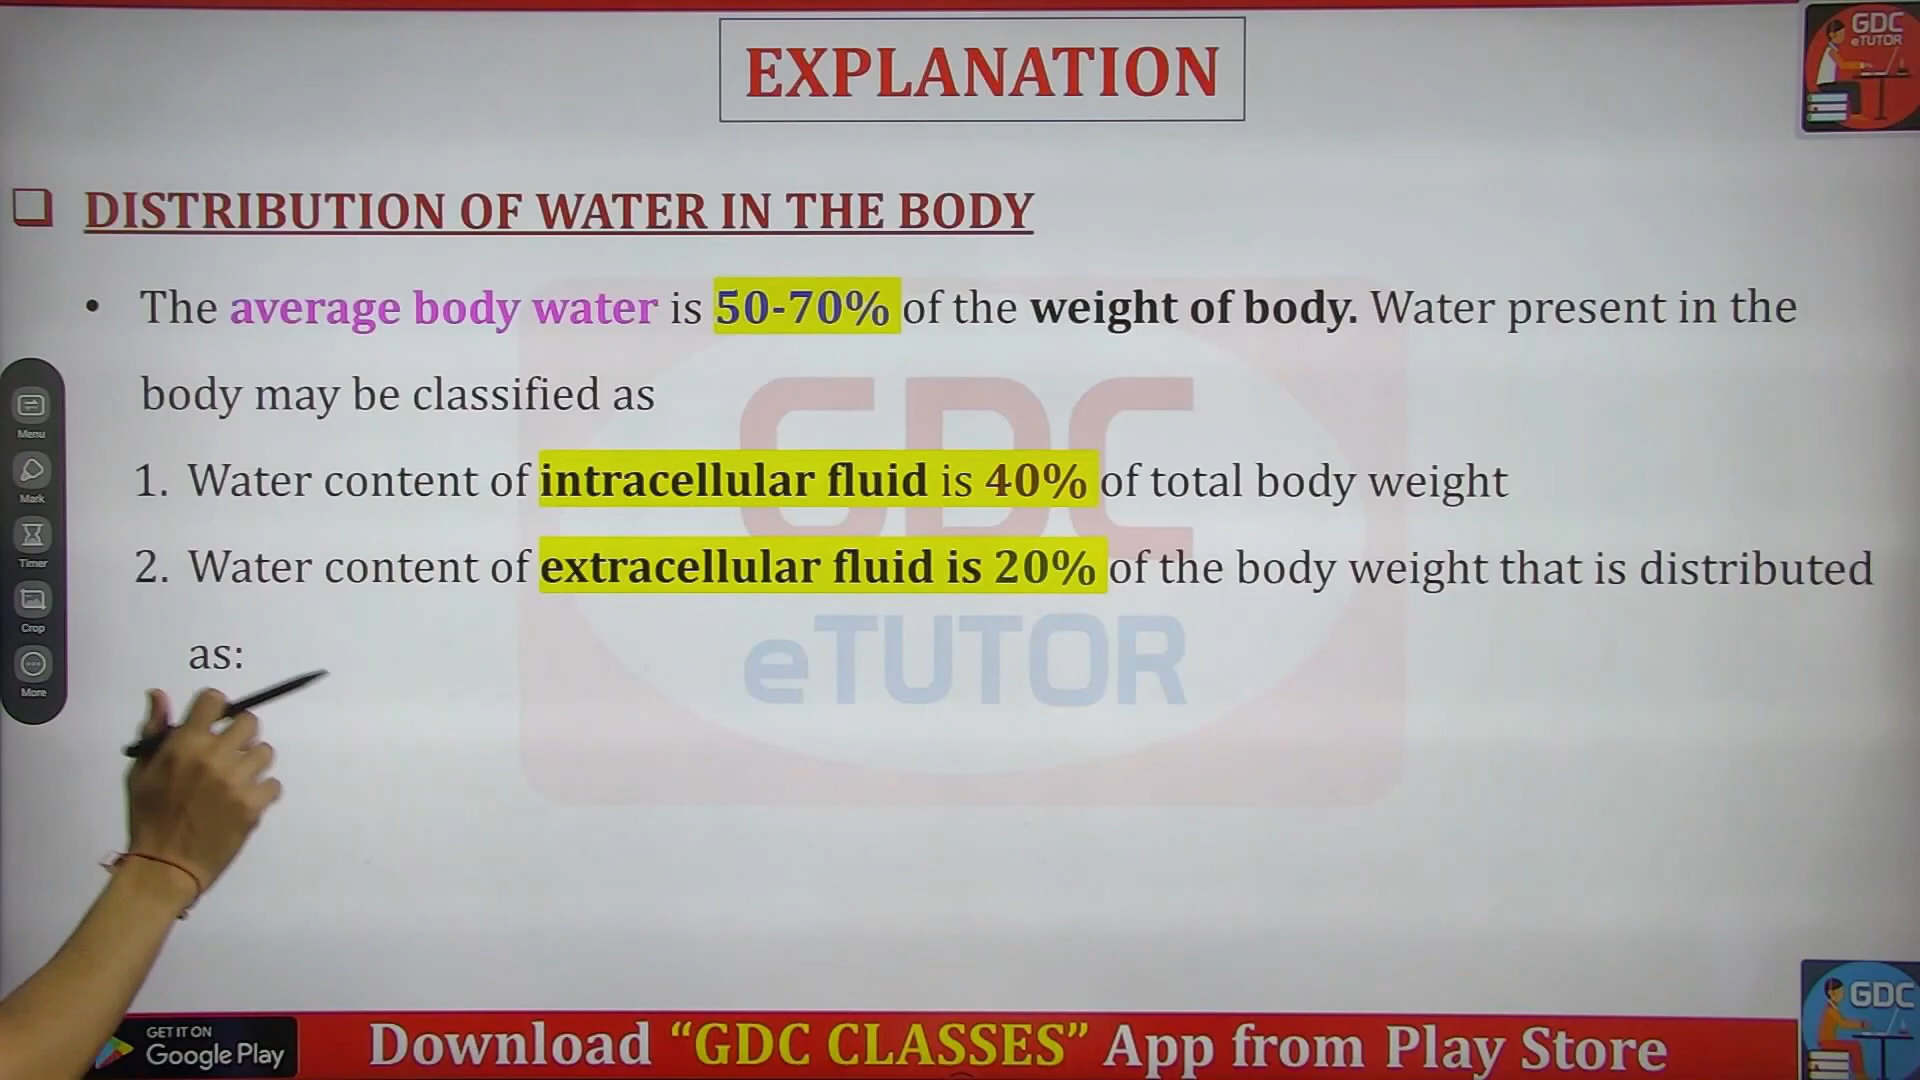 EXPLANATION
GDC
eTUTOR
❑ DISTRIBUTION OF WATER IN THE BODY
• The average body water is 50-70% of the weight of body. Water present in the
body may be classified as
1. Water content of intracellular fluid is 40% of total body weight
2. Water content of extracellular fluid is 20% of the body weight that is distributed
as:
GDC
eTUTOR
Menu
Mark
Timer
Crop
More
GET IT ON
Google Play
Download “GDC CLASSES” App from Play Store
GDC